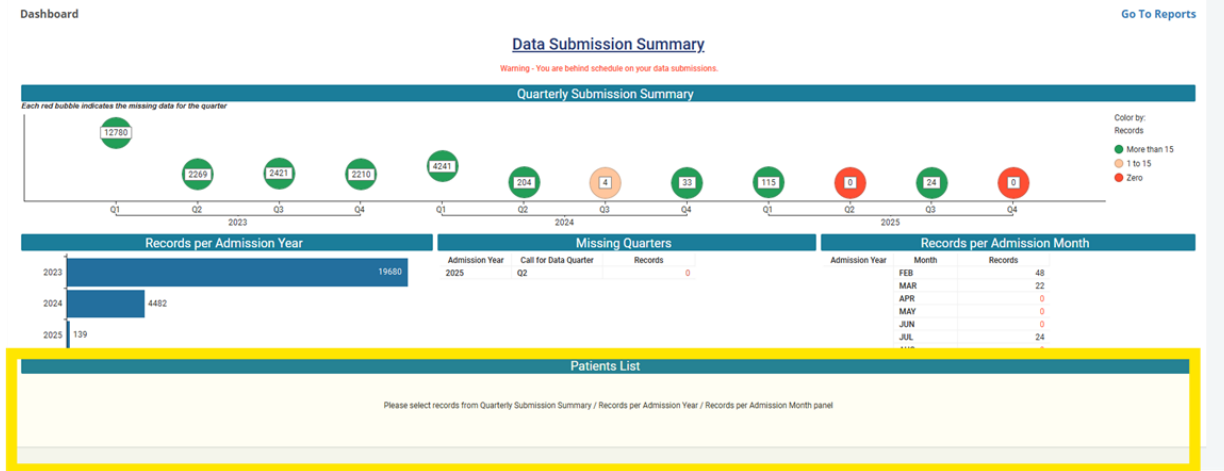 Dashboard
Go To Reports
Data Submission Summary
Warning - You are behind schedule on your data submissions.
Quarterly Submission Summary
Each red bubble indicates the missing data for the quarter
12780
2269
2421
2210
4241
204
4
33
115
0
24
0
Q1 Q2 Q3 Q4 Q1 Q2 Q3 Q4 Q1 Q2 Q3 Q4
2023 2024 2025
Color by:
Records
More than 15
1 to 15
Zero
Records per Admission Year
2023 19680
2024 4482
2025 139
Missing Quarters
Admission Year Call for Data Quarter Records
2025 Q2 0
Records per Admission Month
Admission Year Month Records
FEB 48
MAR 22
APR 0
MAY 0
JUN 0
JUL 24
Patients List
Please select records from Quarterly Submission Summary / Records per Admission Year / Records per Admission Month panel